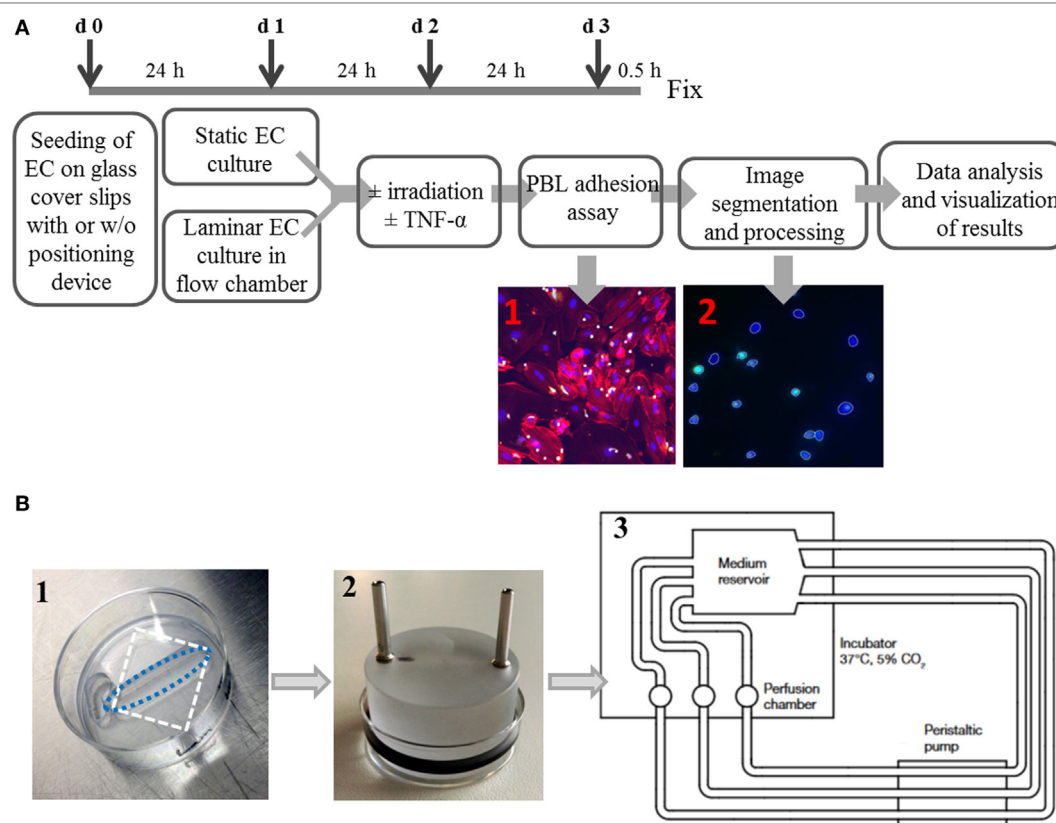 A
d 0
d 1
d 2
d 3
24 h
24 h
24 h
0.5 h
Fix
Seeding of
EC on glass
cover slips
with or w/o
positioning
device
Static EC
culture
Laminar EC
culture in
flow chamber
± irradiation
± TNF-α
PBL adhesion
assay
Image
segmentation
and processing
Data analysis
and visualization
of results
1
2
B
1
2
3
Medium
reservoir
Incubator
37°C, 5% CO2
Perfusion
chamber
Peristaltic
pump